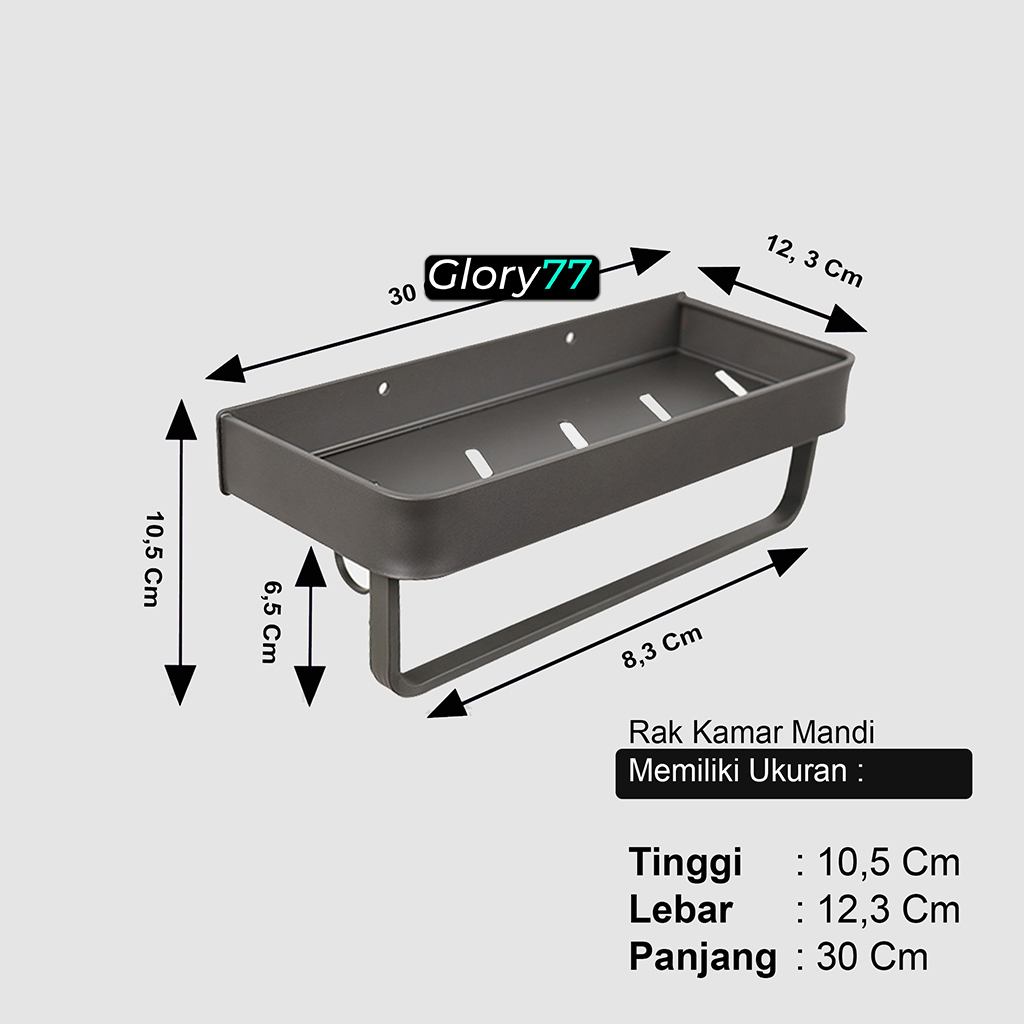 Glory77
30
12, 3 Cm
10,5 Cm
6,5 Cm
8,3 Cm
Rak Kamar Mandi
Memiliki Ukuran :
Tinggi : 10,5 Cm
Lebar : 12,3 Cm
Panjang : 30 Cm